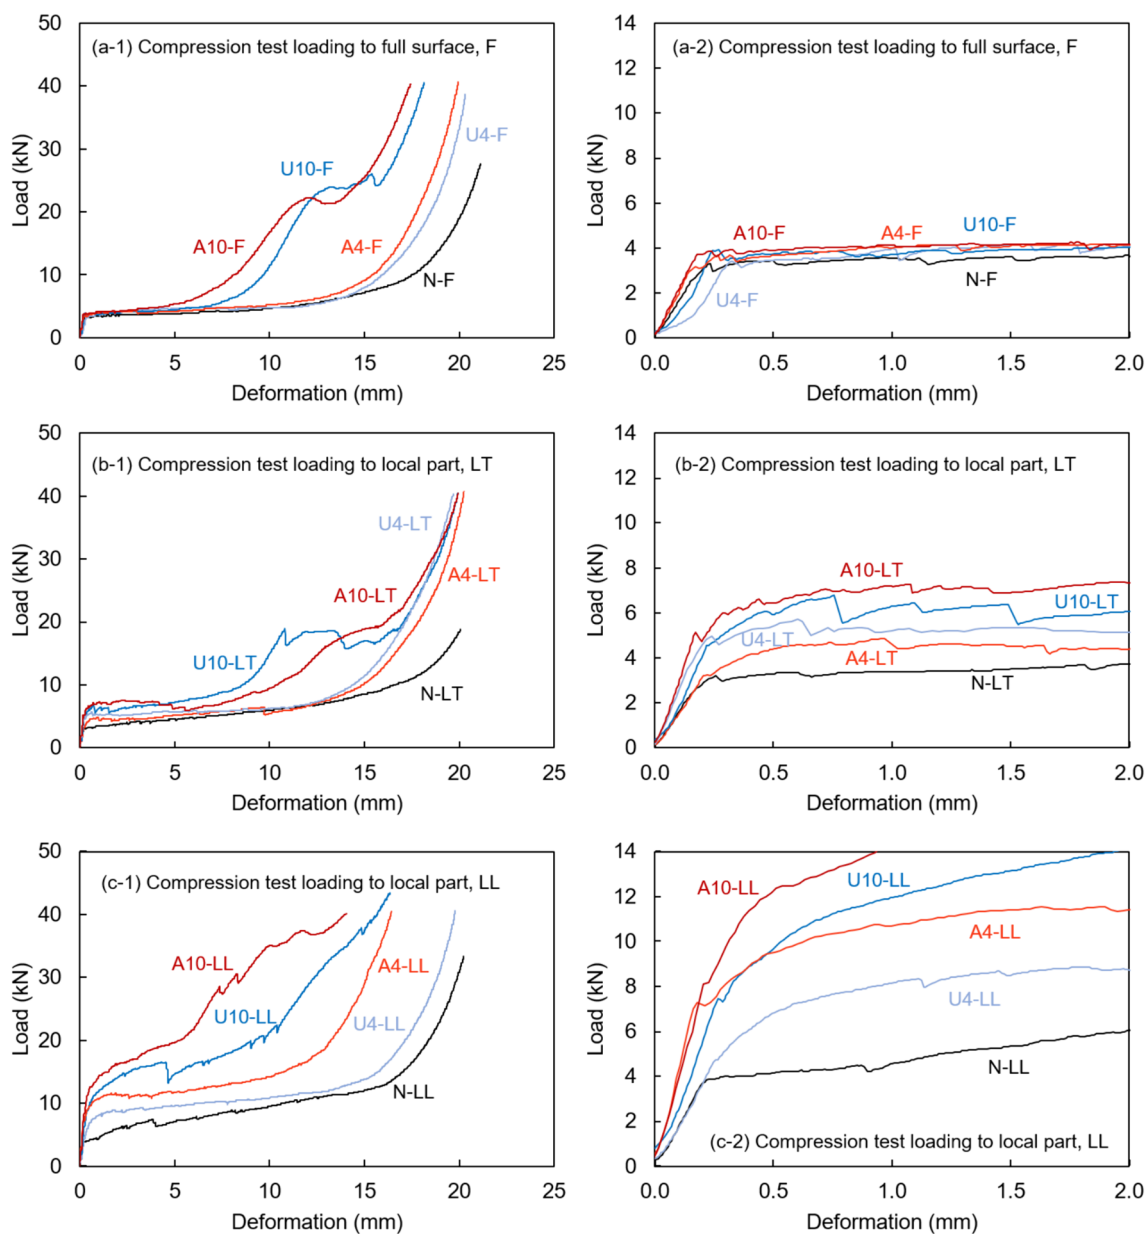 (a-1) Compression test loading to full surface, F
Load (kN)
50
40
30
20
10
0
U4-F
U10-F
A10-F
A4-F
N-F
0 5 10 15 20 25
Deformation (mm)
(a-2) Compression test loading to full surface, F
Load (kN)
14
12
10
8
6
4
2
0
A10-F
A4-F
U10-F
N-F
U4-F
0.0 0.5 1.0 1.5 2.0
Deformation (mm)
(b-1) Compression test loading to local part, LT
Load (kN)
50
40
30
20
10
0
U4-LT
A4-LT
A10-LT
U10-LT
N-LT
0 5 10 15 20 25
Deformation (mm)
(b-2) Compression test loading to local part, LT
Load (kN)
14
12
10
8
6
4
2
0
A10-LT
U10-LT
U4-LT
A4-LT
N-LT
0.0 0.5 1.0 1.5 2.0
Deformation (mm)
(c-1) Compression test loading to local part, LL
Load (kN)
50
40
30
20
10
0
A10-LL
A4-LL
U10-LL
U4-LL
N-LL
0 5 10 15 20 25
Deformation (mm)
Load (kN)
14
12
10
8
6
4
2
0
A10-LL
U10-LL
A4-LL
U4-LL
N-LL
(c-2) Compression test loading to local part, LL
0.0 0.5 1.0 1.5 2.0
Deformation (mm)